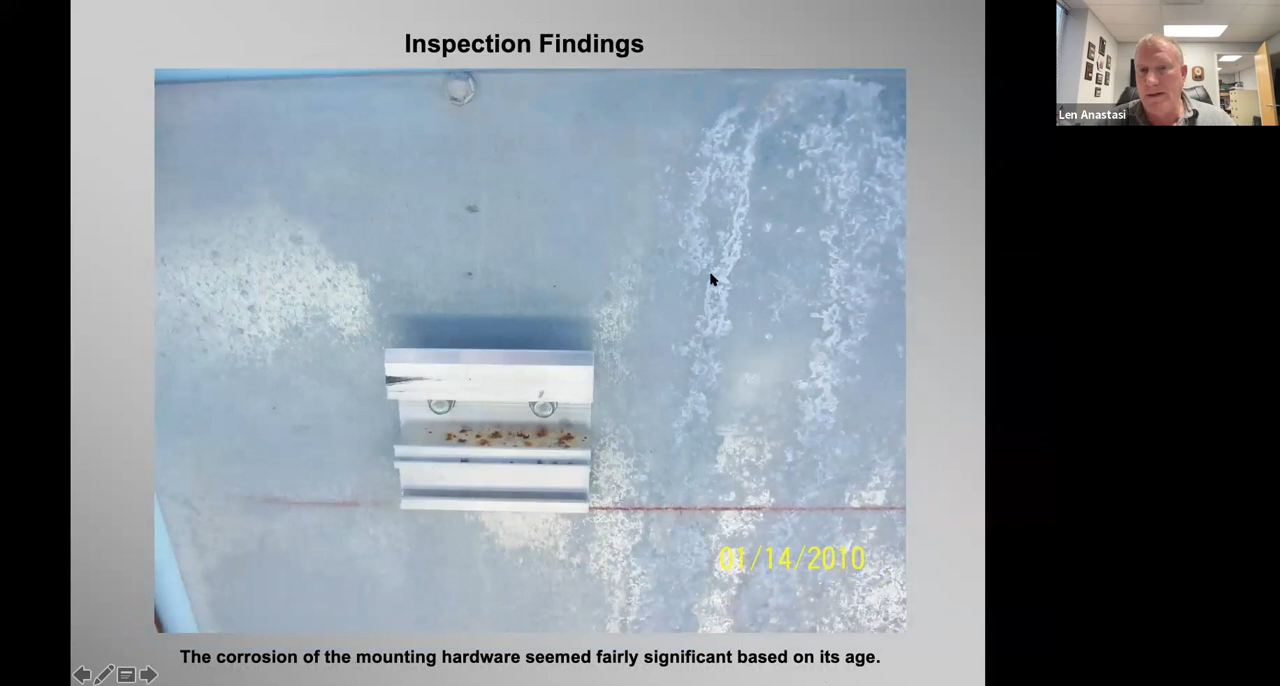 Inspection Findings
Len Anastasi
01/14/2010
The corrosion of the mounting hardware seemed fairly significant based on its age.